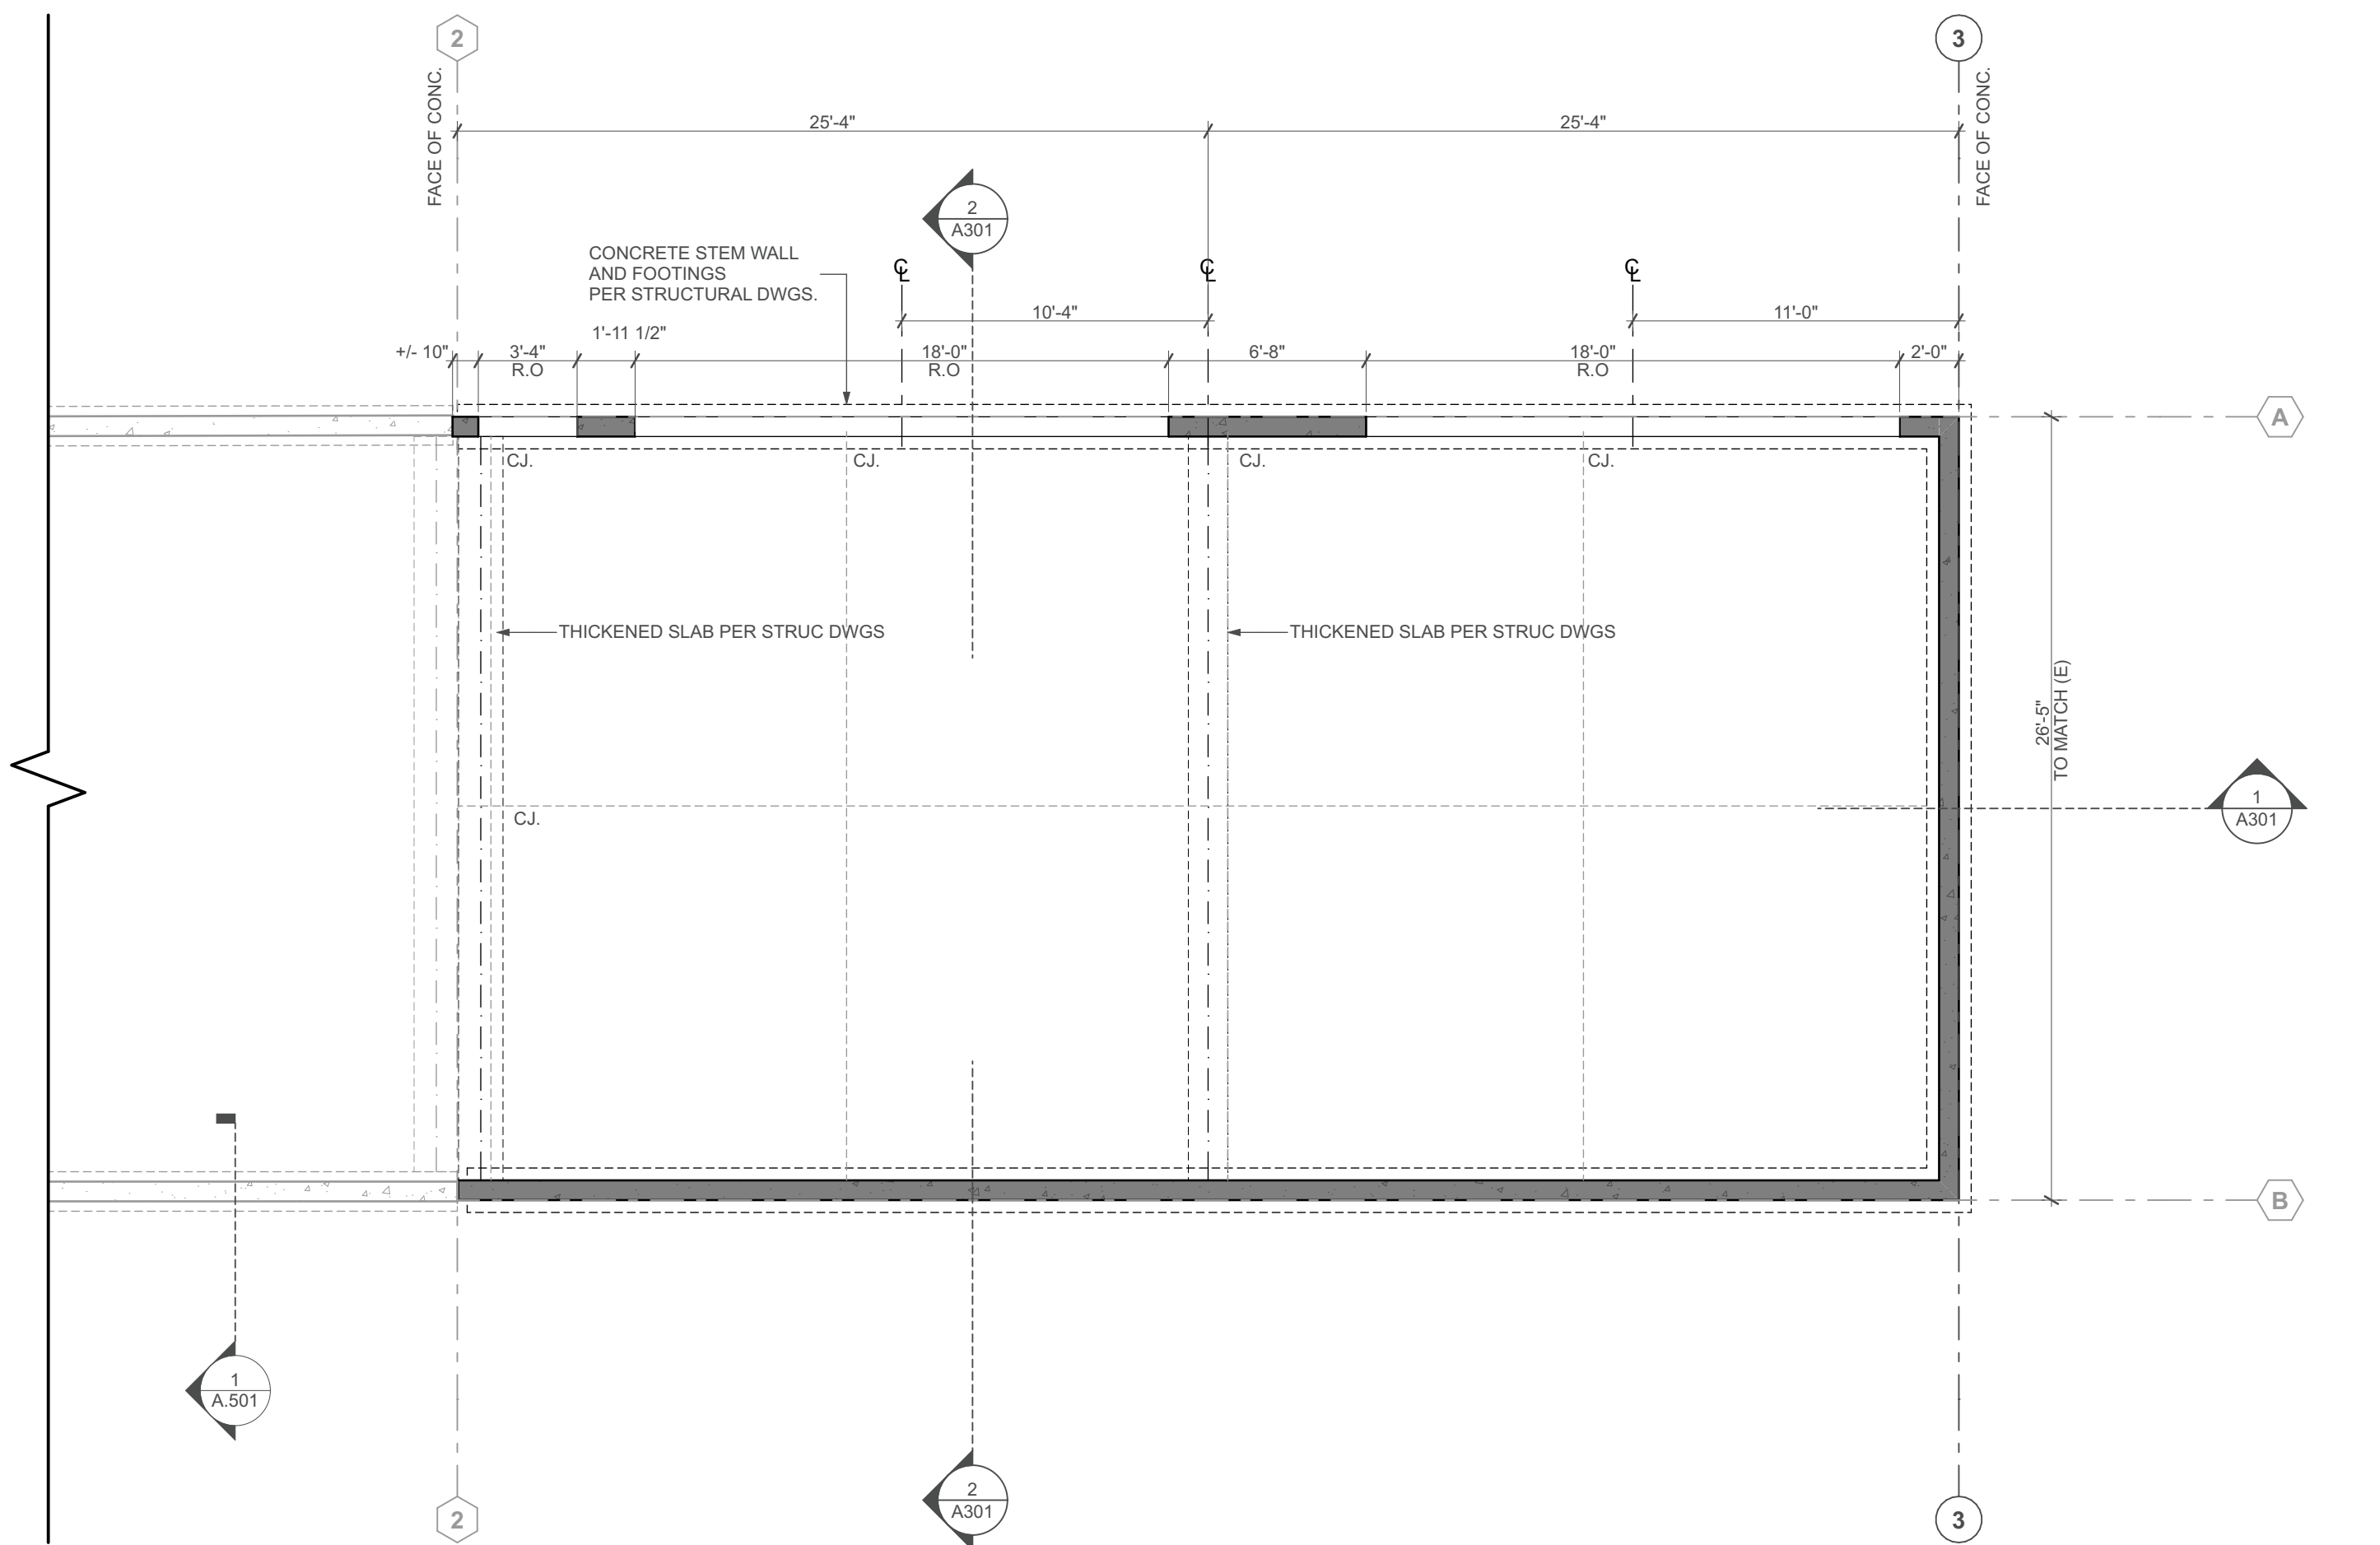 2
3
FACE OF CONC.
FACE OF CONC.
25'-4"
25'-4"
2
A301
CONCRETE STEM WALL
AND FOOTINGS
PER STRUCTURAL DWGS.
℄
℄
℄
10'-4"
11'-0"
1'-11 1/2"
+/- 10"
3'-4"
R.O
18'-0"
R.O
6'-8"
18'-0"
R.O
2'-0"
A
CJ.
CJ.
CJ.
CJ.
THICKENED SLAB PER STRUC DWGS
THICKENED SLAB PER STRUC DWGS
26'-5"
TO MATCH (E)
CJ.
1
A301
B
1
A.501
2
A301
2
3